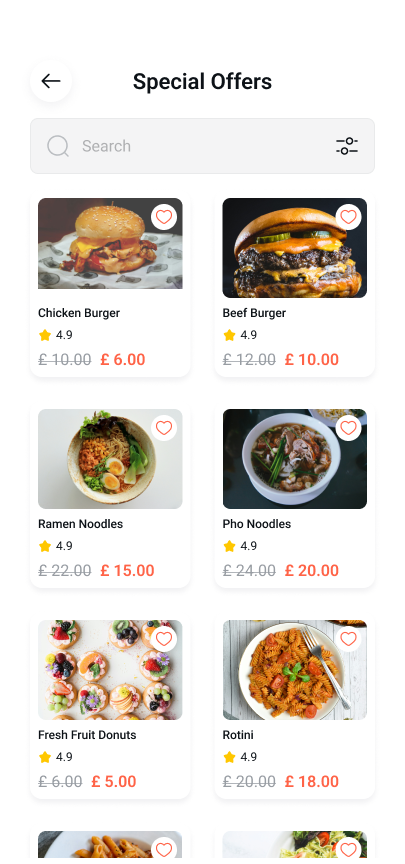 Special Offers
Search
Chicken Burger
4.9
£ 10.00 £ 6.00
Beef Burger
4.9
£ 12.00 £ 10.00
Ramen Noodles
4.9
£ 22.00 £ 15.00
Pho Noodles
4.9
£ 24.00 £ 20.00
Fresh Fruit Donuts
4.9
£ 6.00 £ 5.00
Rotini
4.9
£ 20.00 £ 18.00